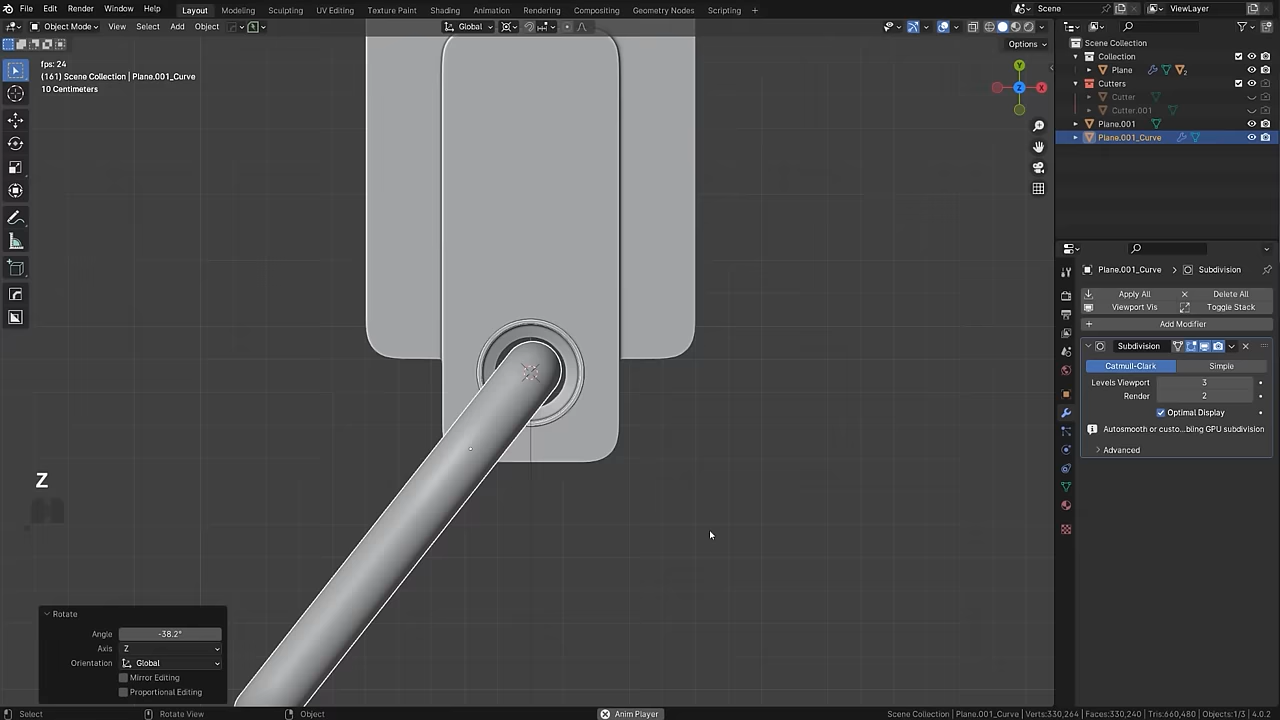 File Edit Render Window Help Layout Modeling Sculpting UV Editing Texture Paint Shading Animation Rendering Compositing Geometry Nodes Scripting + Scene ViewLayer
Object Mode View Select Add Object Global
Options
fps: 24
(161) Scene Collection | Plane.001_Curve
10 Centimeters
Y
Z X
Z
Rotate
Angle -38.2°
Axis Z
Orientation Global
Mirror Editing
Proportional Editing
Scene Collection
Collection
Plane 2
Cutters
Cutter
Cutter.001
Plane.001
Plane.001_Curve
Plane.001_Curve > Subdivision
Apply All Delete All
Viewport Vis Toggle Stack
+ Add Modifier
Subdivision
Catmull-Clark Simple
Levels Viewport 3
Render 2
Optimal Display
Autosmooth or custo...bling GPU subdivision
Advanced
Select Rotate View Object Anim Player Scene Collection | Plane.001_Curve | Verts:330,264 | Faces:330,240 | Tris:660,480 | Objects:1/3 | 4.0.2